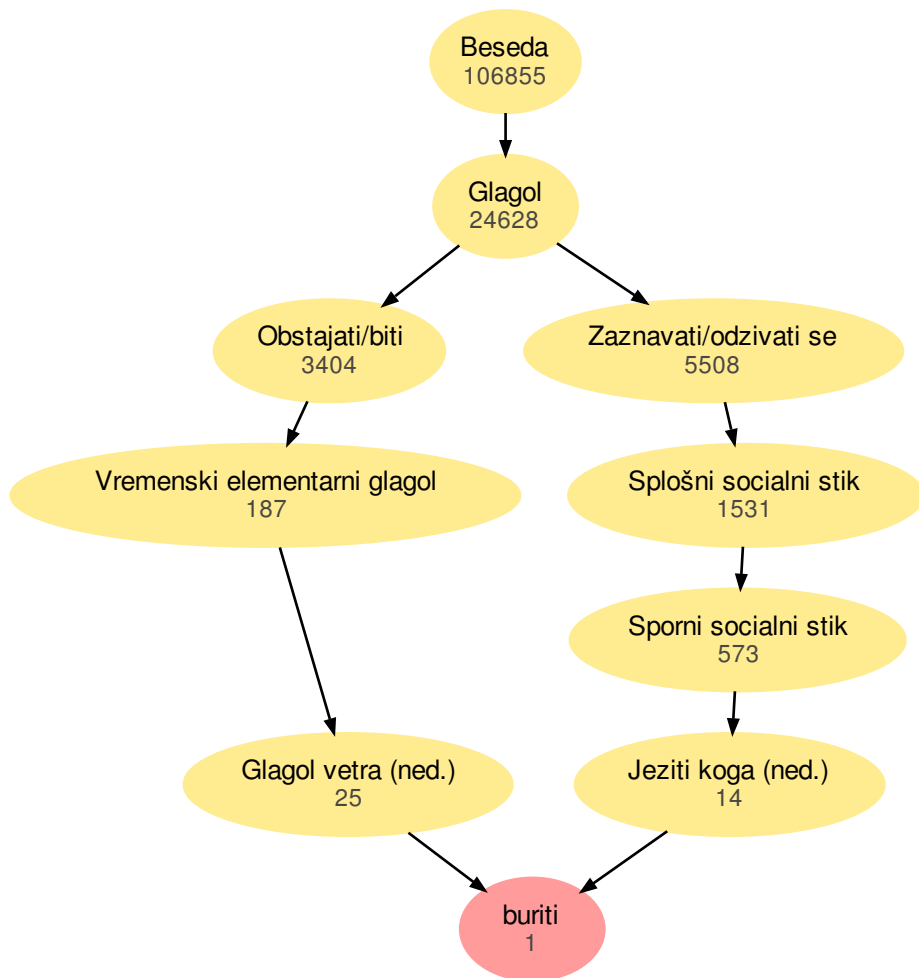 Beseda
106855
Glagol
24628
Obstajati/biti
3404
Zaznavati/odzivati se
5508
Vremenski elementarni glagol
187
Splošni socialni stik
1531
Sporni socialni stik
573
Glagol vetra (ned.)
25
Jeziti koga (ned.)
14
buriti
1